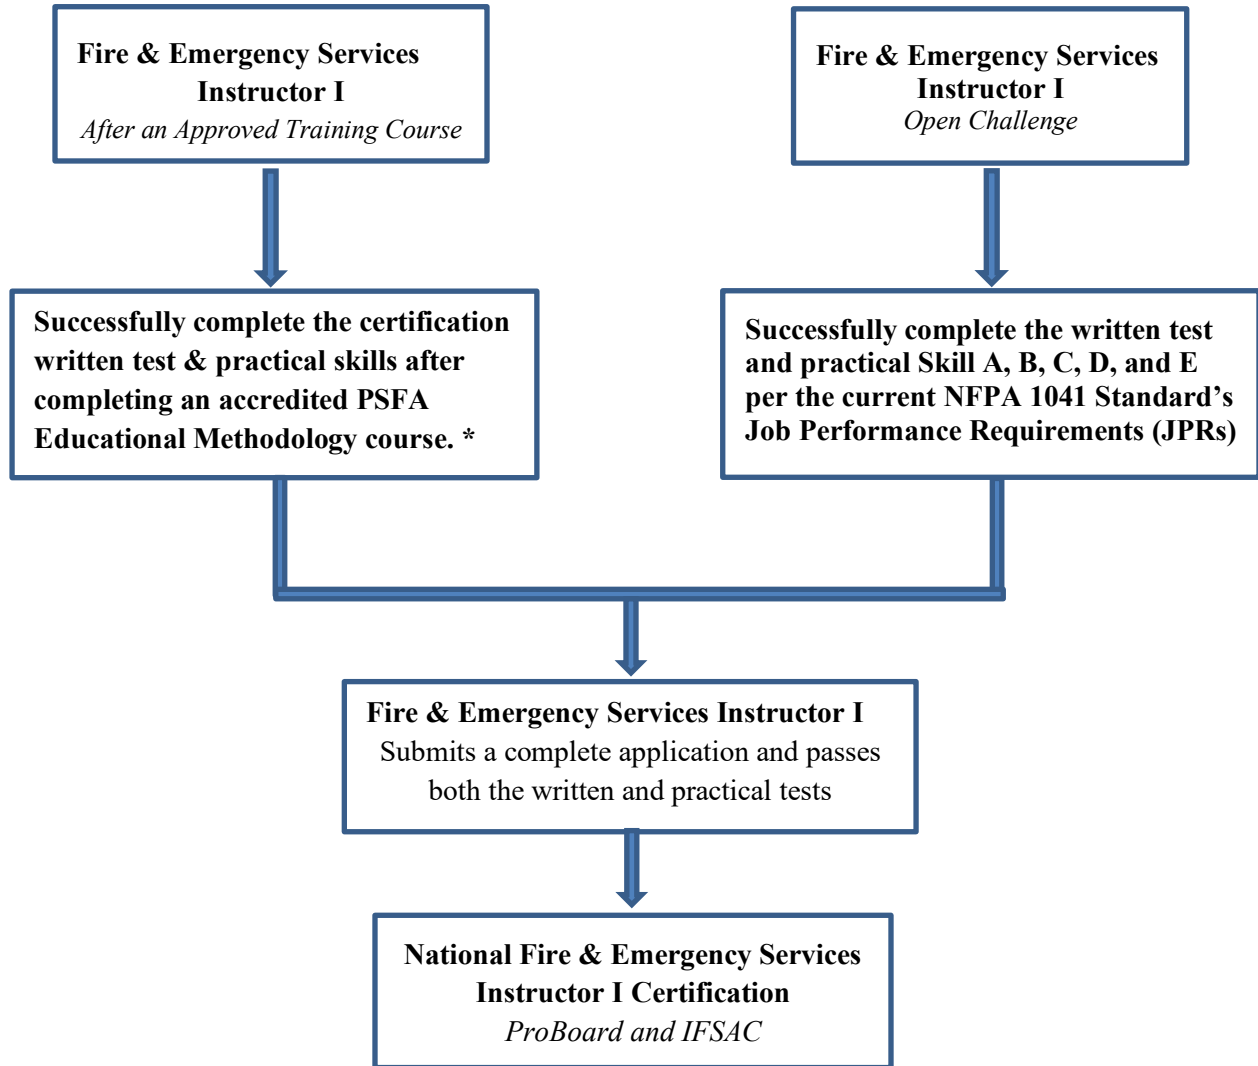 Fire & Emergency Services
Instructor I
After an Approved Training Course
Fire & Emergency Services
Instructor I
Open Challenge
Successfully complete the certification
written test & practical skills after
completing an accredited PSFA
Educational Methodology course. *
Successfully complete the written test
and practical Skill A, B, C, D, and E
per the current NFPA 1041 Standard’s
Job Performance Requirements (JPRs)
Fire & Emergency Services Instructor I
Submits a complete application and passes
both the written and practical tests
National Fire & Emergency Services
Instructor I Certification
ProBoard and IFSAC